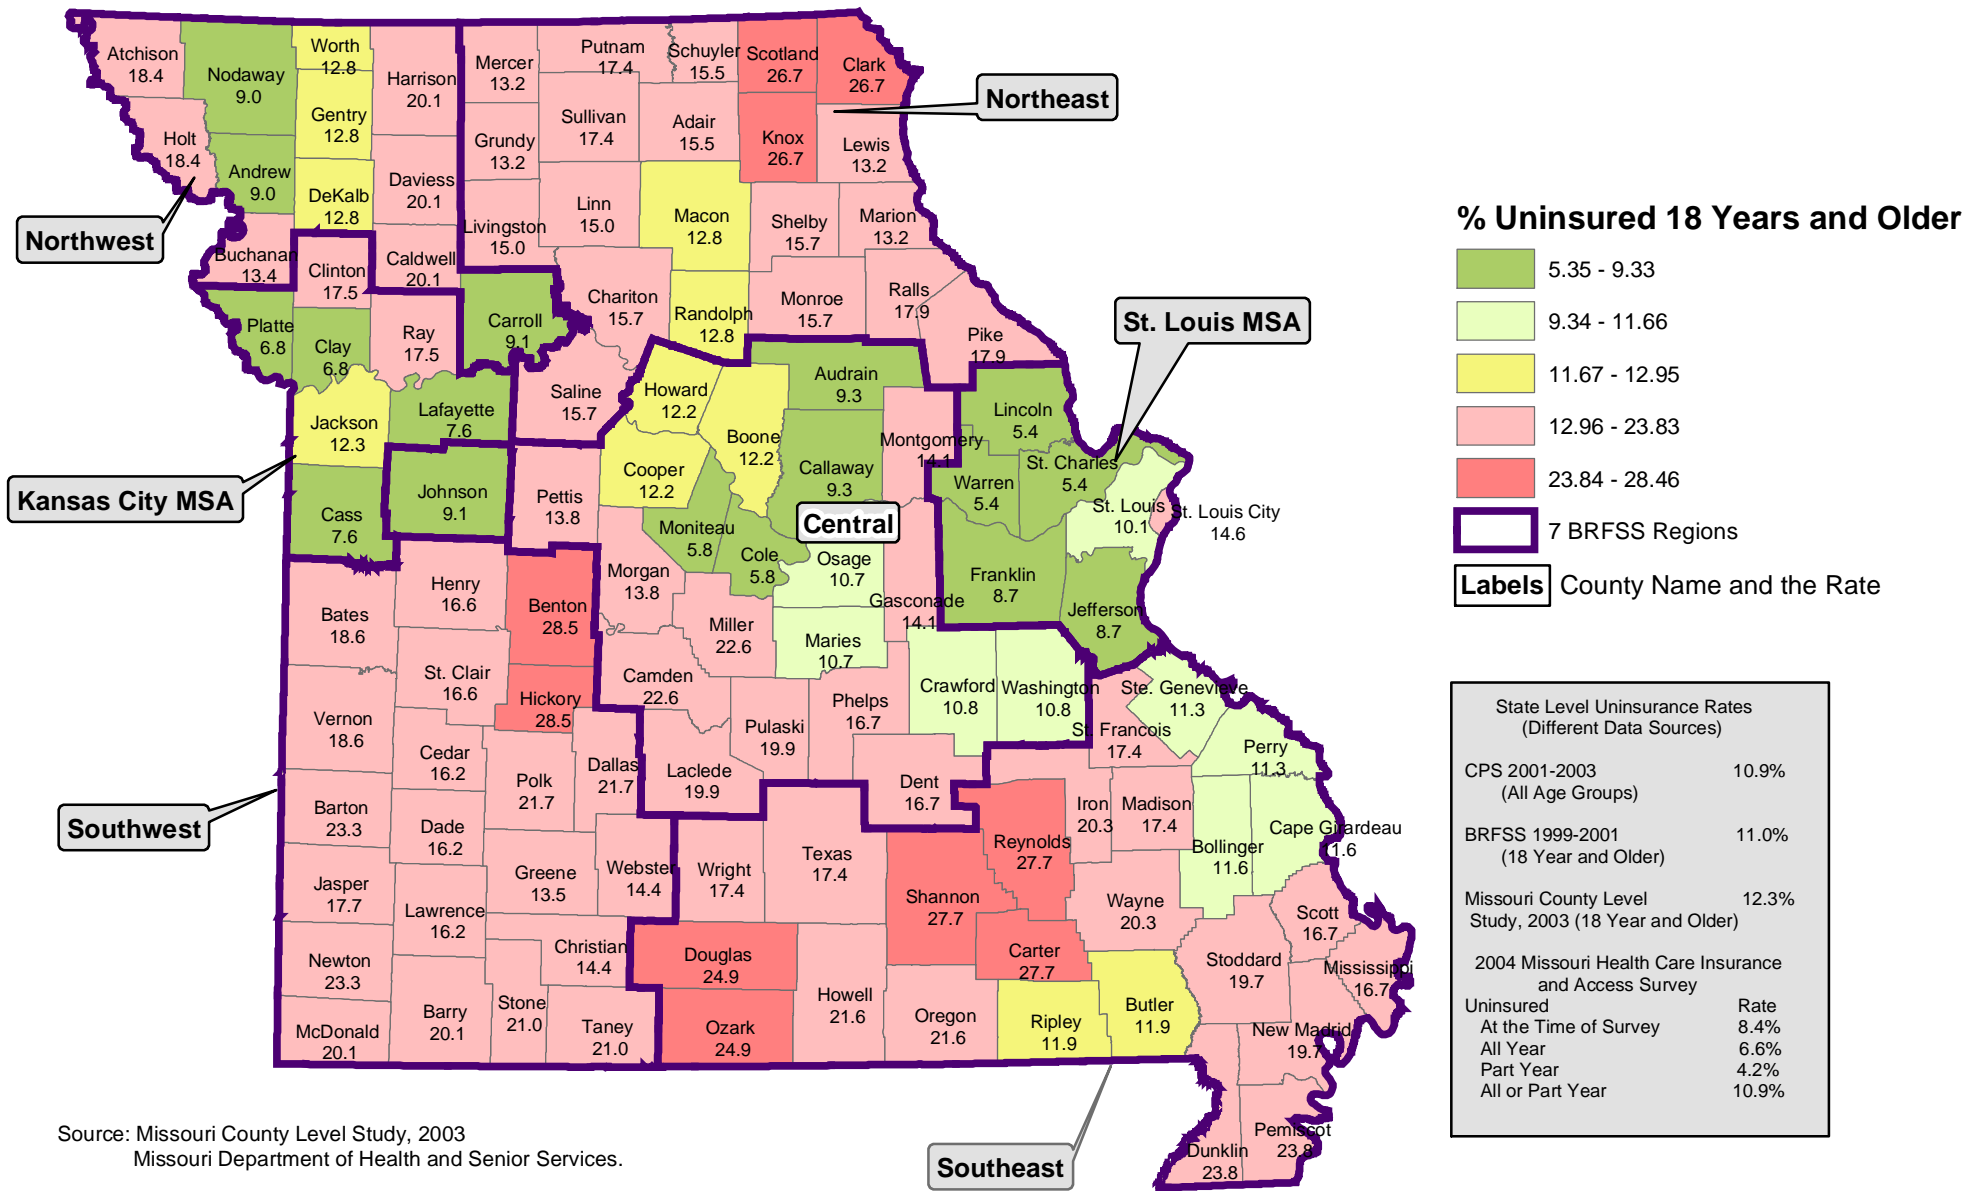 Atchison
18.4
Nodaway
9.0
Worth
12.8
Harrison
20.1
Mercer
13.2
Putnam
17.4
Schuyler
15.5
Scotland
26.7
Clark
26.7
Northeast
Holt
18.4
Andrew
9.0
Gentry
12.8
DeKalb
12.8
Daviess
20.1
Grundy
13.2
Sullivan
17.4
Adair
15.5
Knox
26.7
Lewis
13.2
Northwest
Buchanan
13.4
Clinton
17.5
Caldwell
20.1
Livingston
15.0
Linn
15.0
Macon
12.8
Shelby
15.7
Marion
13.2
Platte
6.8
Clay
6.8
Ray
17.5
Carroll
9.1
Chariton
15.7
Randolph
12.8
Monroe
15.7
Ralls
17.9
Pike
17.9
St. Louis MSA
Jackson
12.3
Lafayette
7.6
Saline
15.7
Howard
12.2
Boone
12.2
Audrain
9.3
Montgomery
14.1
Lincoln
5.4
Kansas City MSA
Cass
7.6
Johnson
9.1
Pettis
13.8
Cooper
12.2
Moniteau
5.8
Cole
5.8
Callaway
9.3
Central
Warren
5.4
St. Charles
5.4
St. Louis
10.1
St. Louis City
14.6
Bates
18.6
Henry
16.6
Benton
28.5
Morgan
13.8
Miller
22.6
Osage
10.7
Maries
10.7
Gasconade
14.1
Franklin
8.7
Jefferson
8.7
Vernon
18.6
St. Clair
16.6
Hickory
28.5
Camden
22.6
Pulaski
19.9
Phelps
16.7
Crawford
10.8
Washington
10.8
Ste. Genevieve
11.3
St. Francois
17.4
Perry
11.3
Cedar
16.2
Polk
21.7
Dallas
21.7
Laclede
19.9
Dent
16.7
Iron
20.3
Madison
17.4
Bollinger
11.6
Cape Girardeau
11.6
Southwest
Barton
23.3
Dade
16.2
Greene
13.5
Webster
14.4
Wright
17.4
Texas
17.4
Shannon
27.7
Reynolds
27.7
Wayne
20.3
Scott
16.7
Jasper
17.7
Lawrence
16.2
Christian
14.4
Douglas
24.9
Carter
27.7
Stoddard
19.7
Mississippi
16.7
Newton
23.3
Barry
20.1
Stone
21.0
Taney
21.0
Ozark
24.9
Howell
21.6
Oregon
21.6
Ripley
11.9
Butler
11.9
New Madrid
19.7
McDonald
20.1
Dunklin
23.8
Pemiscot
23.8
Southeast
% Uninsured 18 Years and Older
5.35 - 9.33
9.34 - 11.66
11.67 - 12.95
12.96 - 23.83
23.84 - 28.46
7 BRFSS Regions
Labels County Name and the Rate
State Level Uninsurance Rates
(Different Data Sources)
CPS 2001-2003 10.9%
(All Age Groups)
BRFSS 1999-2001 11.0%
(18 Year and Older)
Missouri County Level 12.3%
Study, 2003 (18 Year and Older)
2004 Missouri Health Care Insurance
and Access Survey
Uninsured Rate
At the Time of Survey 8.4%
All Year 6.6%
Part Year 4.2%
All or Part Year 10.9%
Source: Missouri County Level Study, 2003
Missouri Department of Health and Senior Services.